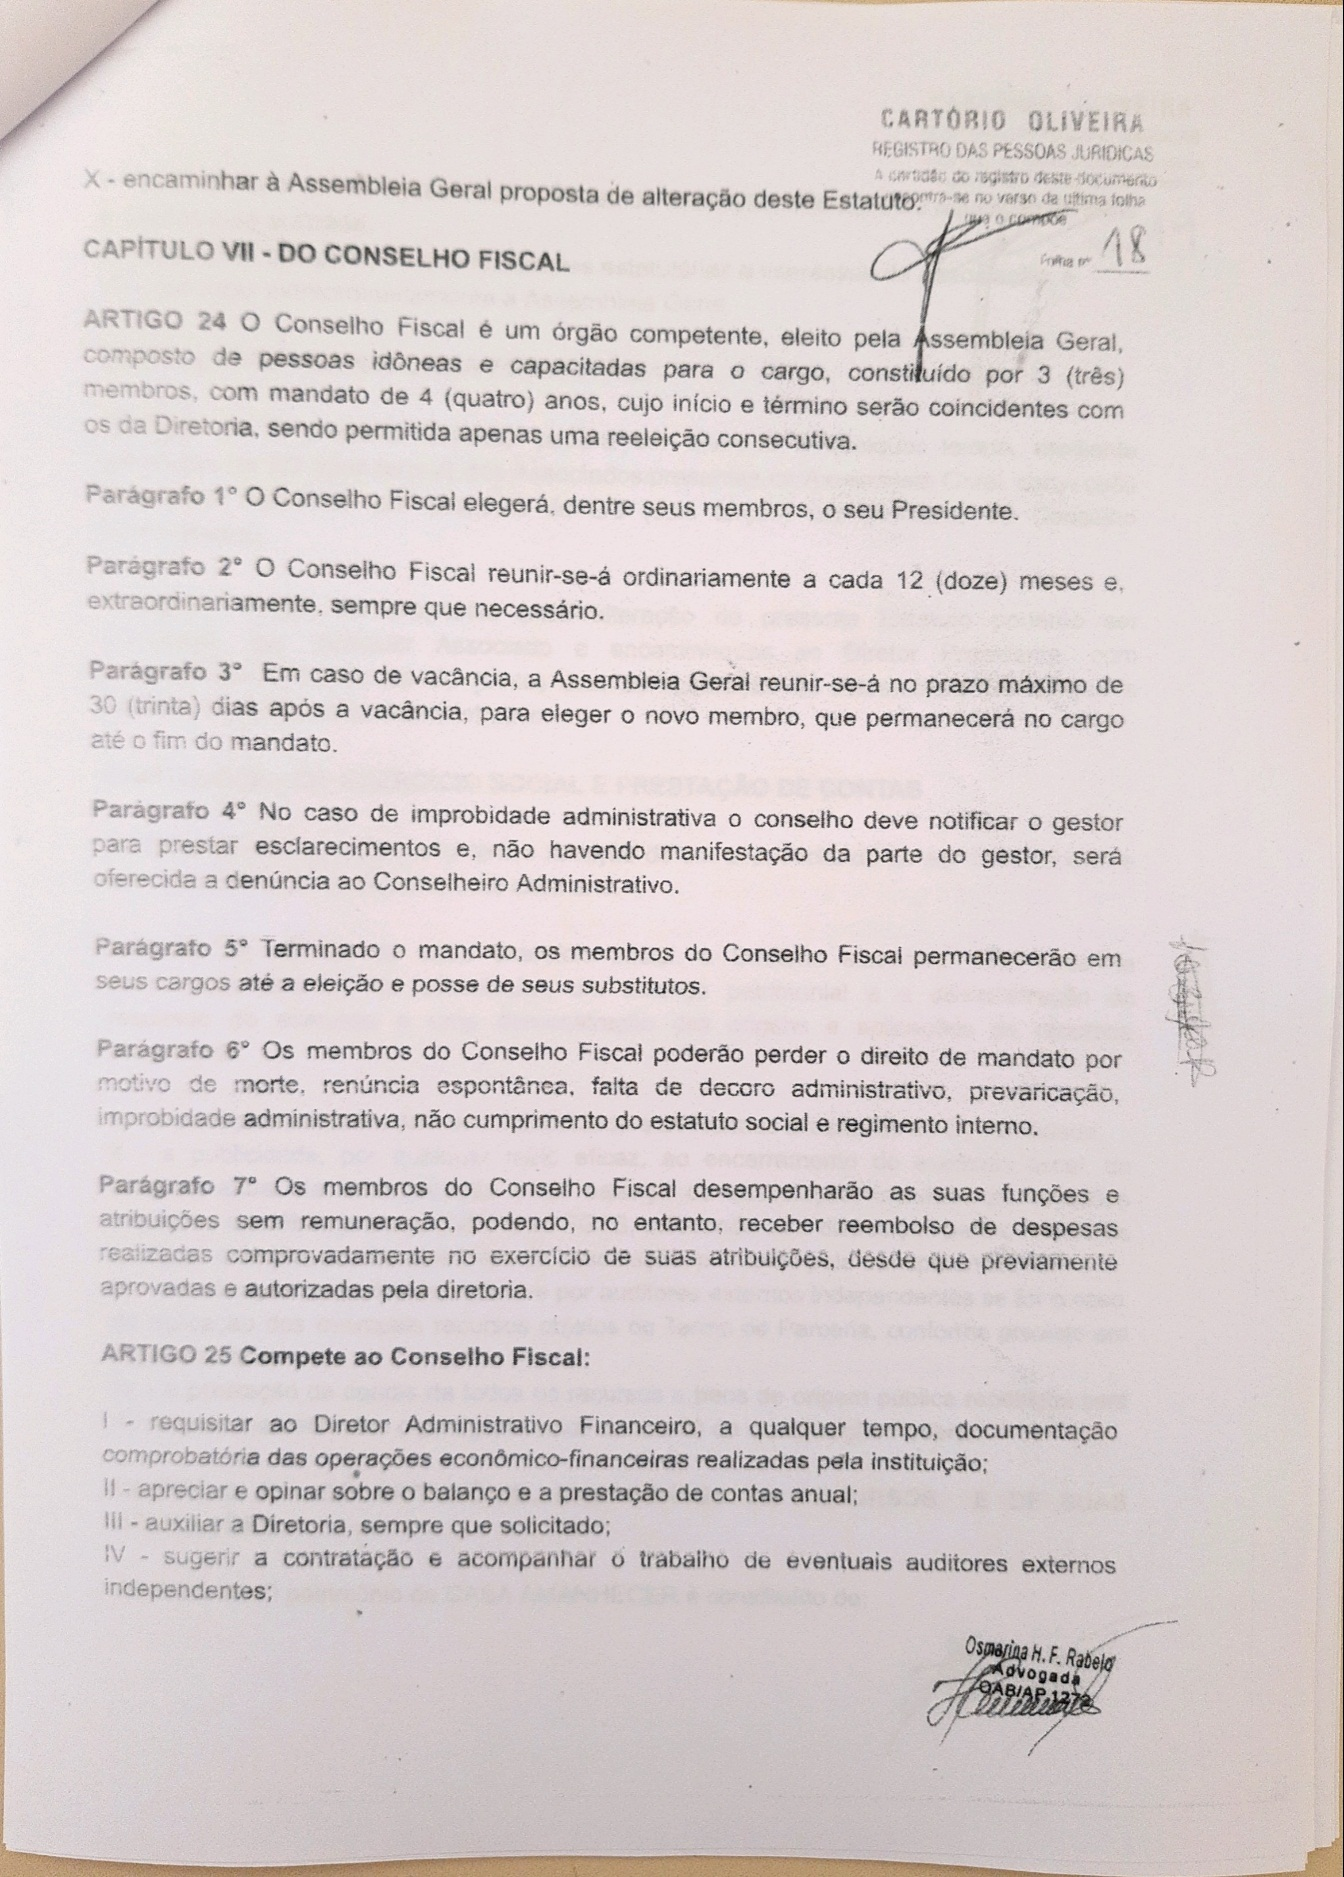 CARTÓRIO OLIVEIRA
REGISTRO DAS PESSOAS JURIDICAS
A certidão do registro deste documento
encontra-se no verso da ultima folha
que o compõe
Folha nº 18
X - encaminhar à Assembleia Geral proposta de alteração deste Estatuto.
CAPÍTULO VII - DO CONSELHO FISCAL
ARTIGO 24 O Conselho Fiscal é um órgão competente, eleito pela Assembleia Geral,
composto de pessoas idôneas e capacitadas para o cargo, constituído por 3 (três)
membros, com mandato de 4 (quatro) anos, cujo início e término serão coincidentes com
os da Diretoria, sendo permitida apenas uma reeleição consecutiva.
Parágrafo 1° O Conselho Fiscal elegerá, dentre seus membros, o seu Presidente.
Parágrafo 2° O Conselho Fiscal reunir-se-á ordinariamente a cada 12 (doze) meses e,
extraordinariamente, sempre que necessário.
Parágrafo 3° Em caso de vacância, a Assembleia Geral reunir-se-á no prazo máximo de
30 (trinta) dias após a vacância, para eleger o novo membro, que permanecerá no cargo
até o fim do mandato.
Parágrafo 4° No caso de improbidade administrativa o conselho deve notificar o gestor
para prestar esclarecimentos e, não havendo manifestação da parte do gestor, será
oferecida a denúncia ao Conselheiro Administrativo.
Parágrafo 5° Terminado o mandato, os membros do Conselho Fiscal permanecerão em
seus cargos até a eleição e posse de seus substitutos.
Parágrafo 6° Os membros do Conselho Fiscal poderão perder o direito de mandato por
motivo de morte, renúncia espontânea, falta de decoro administrativo, prevaricação,
improbidade administrativa, não cumprimento do estatuto social e regimento interno.
Parágrafo 7° Os membros do Conselho Fiscal desempenharão as suas funções e
atribuições sem remuneração, podendo, no entanto, receber reembolso de despesas
realizadas comprovadamente no exercício de suas atribuições, desde que previamente
aprovadas e autorizadas pela diretoria.
ARTIGO 25 Compete ao Conselho Fiscal:
I - requisitar ao Diretor Administrativo Financeiro, a qualquer tempo, documentação
comprobatória das operações econômico-financeiras realizadas pela instituição;
II - apreciar e opinar sobre o balanço e a prestação de contas anual;
III - auxiliar a Diretoria, sempre que solicitado;
IV - sugerir a contratação e acompanhar o trabalho de eventuais auditores externos
independentes;
Osmarina H. F. Rabelo
Advogada
OAB/AP 1272